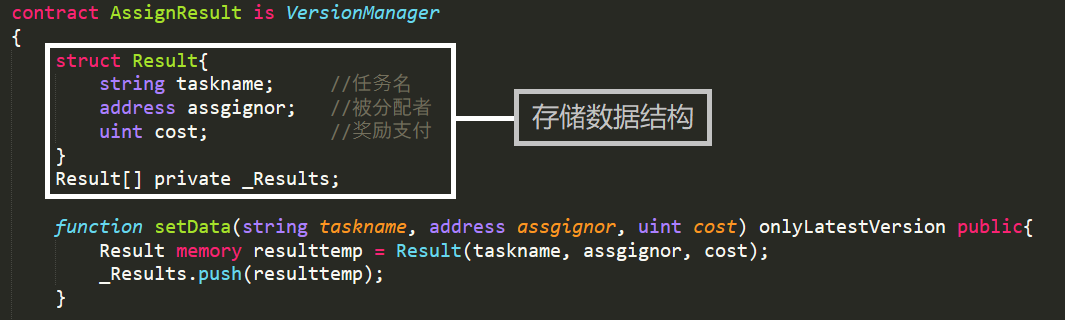 contract AssignResult is VersionManager
{
struct Result{
string taskname; //任务名
address assgignor; //被分配者
uint cost; //奖励支付
}
Result[] private _Results;
存储数据结构
function setData(string taskname, address assgignor, uint cost) onlyLatestVersion public{
Result memory resulttemp = Result(taskname, assgignor, cost);
_Results.push(resulttemp);
}